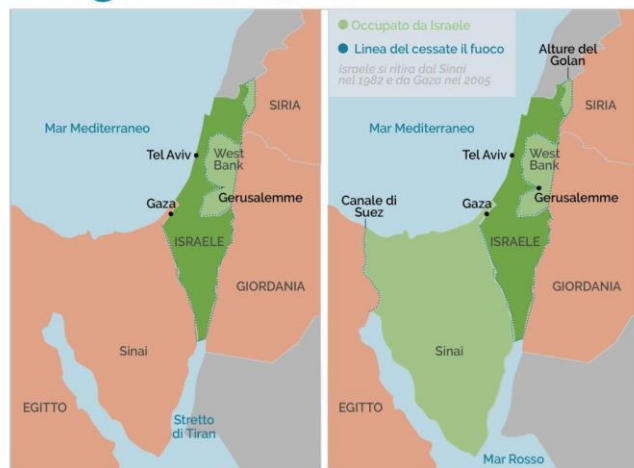 Mar Mediterraneo
SIRIA
Tel Aviv
West
Bank
Gerusalemme
Gaza
ISRAELE
GIORDANIA
Sinai
EGITTO
Stretto
di Tiran
Occupato da Israele
Linea del cessate il fuoco
Israele si ritira dal Sinai
nel 1982 e da Gaza nel 2005
Alture del
Golan
SIRIA
Mar Mediterraneo
Tel Aviv
West
Bank
Gerusalemme
Canale di
Suez
Gaza
ISRAELE
GIORDANIA
Sinai
EGITTO
Mar Rosso